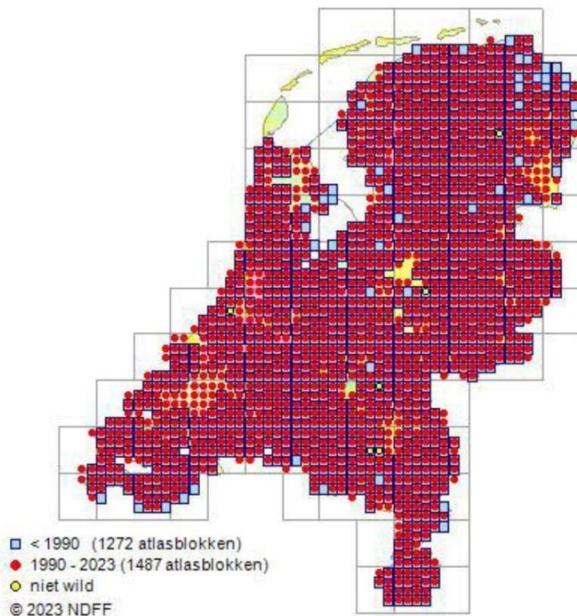 < 1990 (1272 atlasblokken)
1990 - 2023 (1487 atlasblokken)
niet wild
© 2023 NDFF